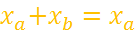 x_a + x_b = x_a